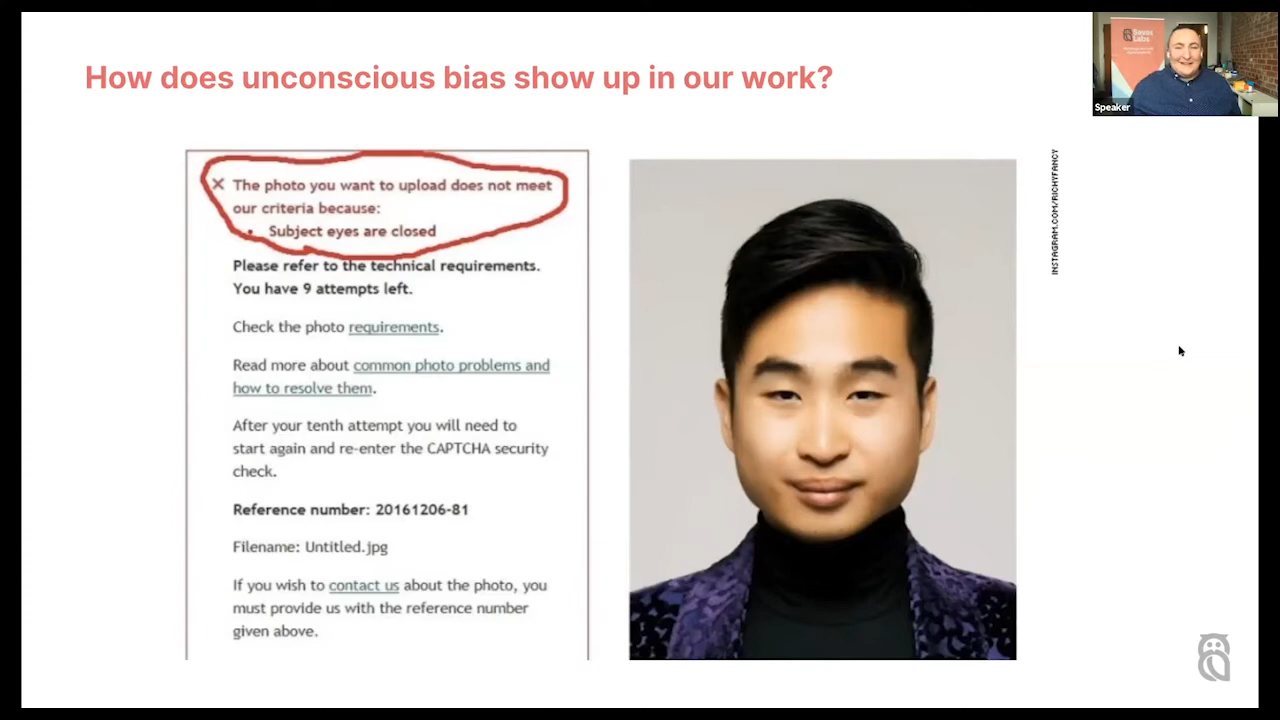 How does unconscious bias show up in our work?
Savas
Labs
Speaker
× The photo you want to upload does not meet
our criteria because:
• Subject eyes are closed
Please refer to the technical requirements.
You have 9 attempts left.
Check the photo requirements.
Read more about common photo problems and
how to resolve them.
After your tenth attempt you will need to
start again and re-enter the CAPTCHA security
check.
Reference number: 20161206-81
Filename: Untitled.jpg
If you wish to contact us about the photo, you
must provide us with the reference number
given above.
INSTAGRAM.COM/RICHYFANCY